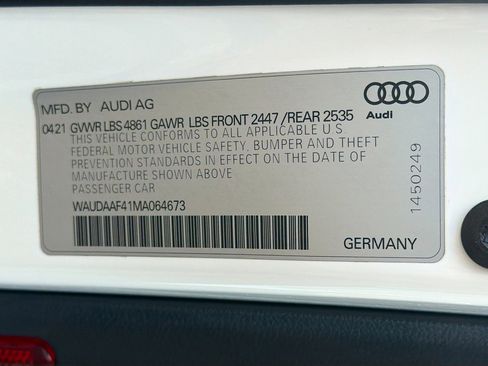 MFD. BY AUDI AG
04 21 GVWR LBS 4861 GAWR LBS FRONT 2447 / REAR 2535
THIS VEHICLE CONFORMS TO ALL APPLICABLE U S
FEDERAL MOTOR VEHICLE SAFETY, BUMPER AND THEFT
PREVENTION STANDARDS IN EFFECT ON THE DATE OF
MANUFACTURE SHOWN ABOVE
PASSENGER CAR
WAUDAAF41MA064673
GERMANY
Audi
1450249